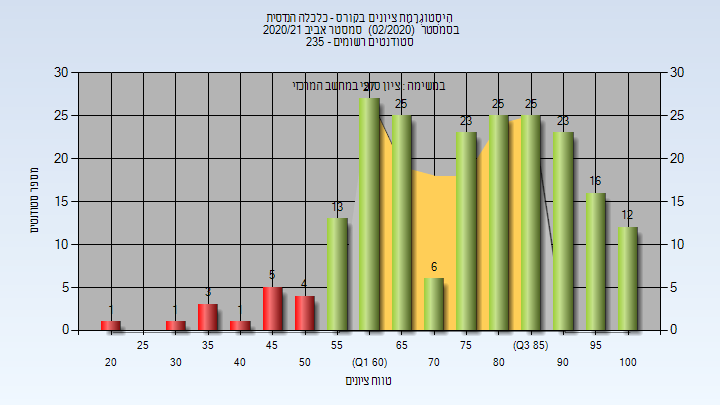 היסטוגרמת ציונים בקורס - כלכלה הנדסית
בסמסטר (02/2020) סמסטר אביב 2020/21
סטודנטים רשומים - 235
במשימה : ציון סופי במחשב המרכזי
מספר סטודנטים
30 25 20 15 10 5 0
30 25 20 15 10 5 0
1 1 3 1 5 4 13 27 25 6 23 25 25 23 16 12
25 35 45 55 65 75 (Q3 85) 95
20 30 40 50 (Q1 60) 70 80 90 100
טווח ציונים